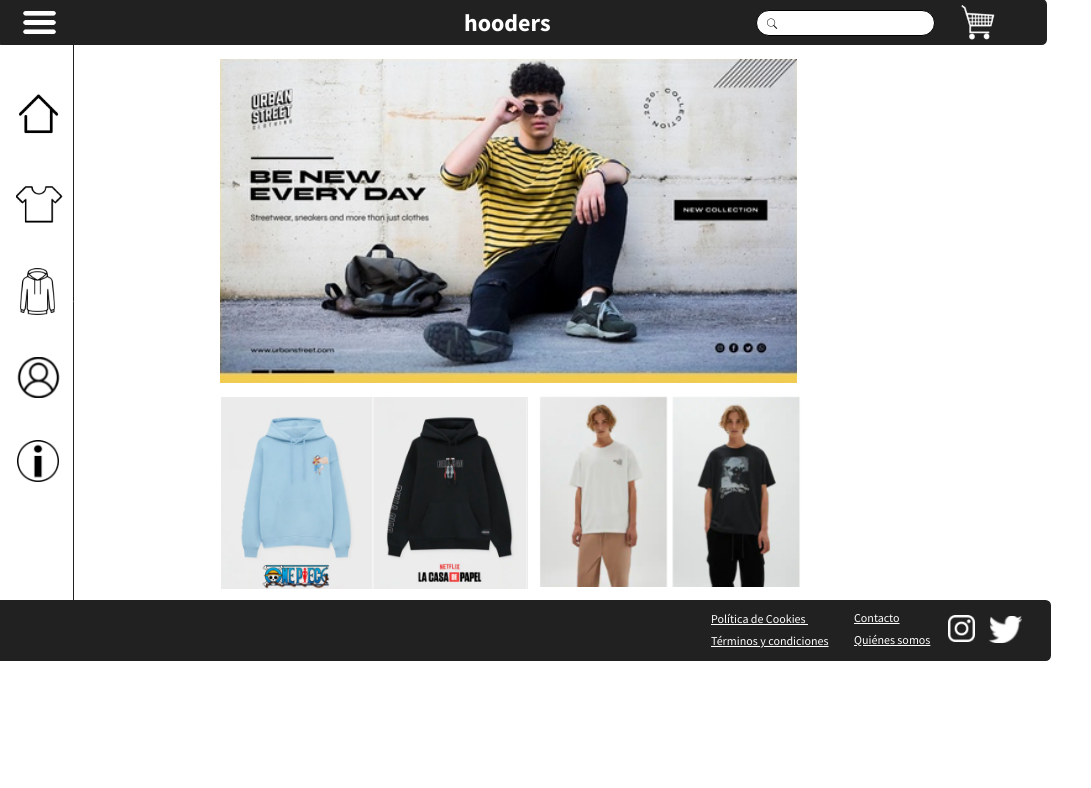 hooders
URBAN
STREET
CLOTHING
· 2020 · COLLECTION
BE NEW
EVERY DAY
Streetwear, sneakers and more than just clothes
NEW COLLECTION
www.urbanstreet.com
ONE PIECE
NETFLIX
LA CASA DE PAPEL
Política de Cookies
Términos y condiciones
Contacto
Quiénes somos